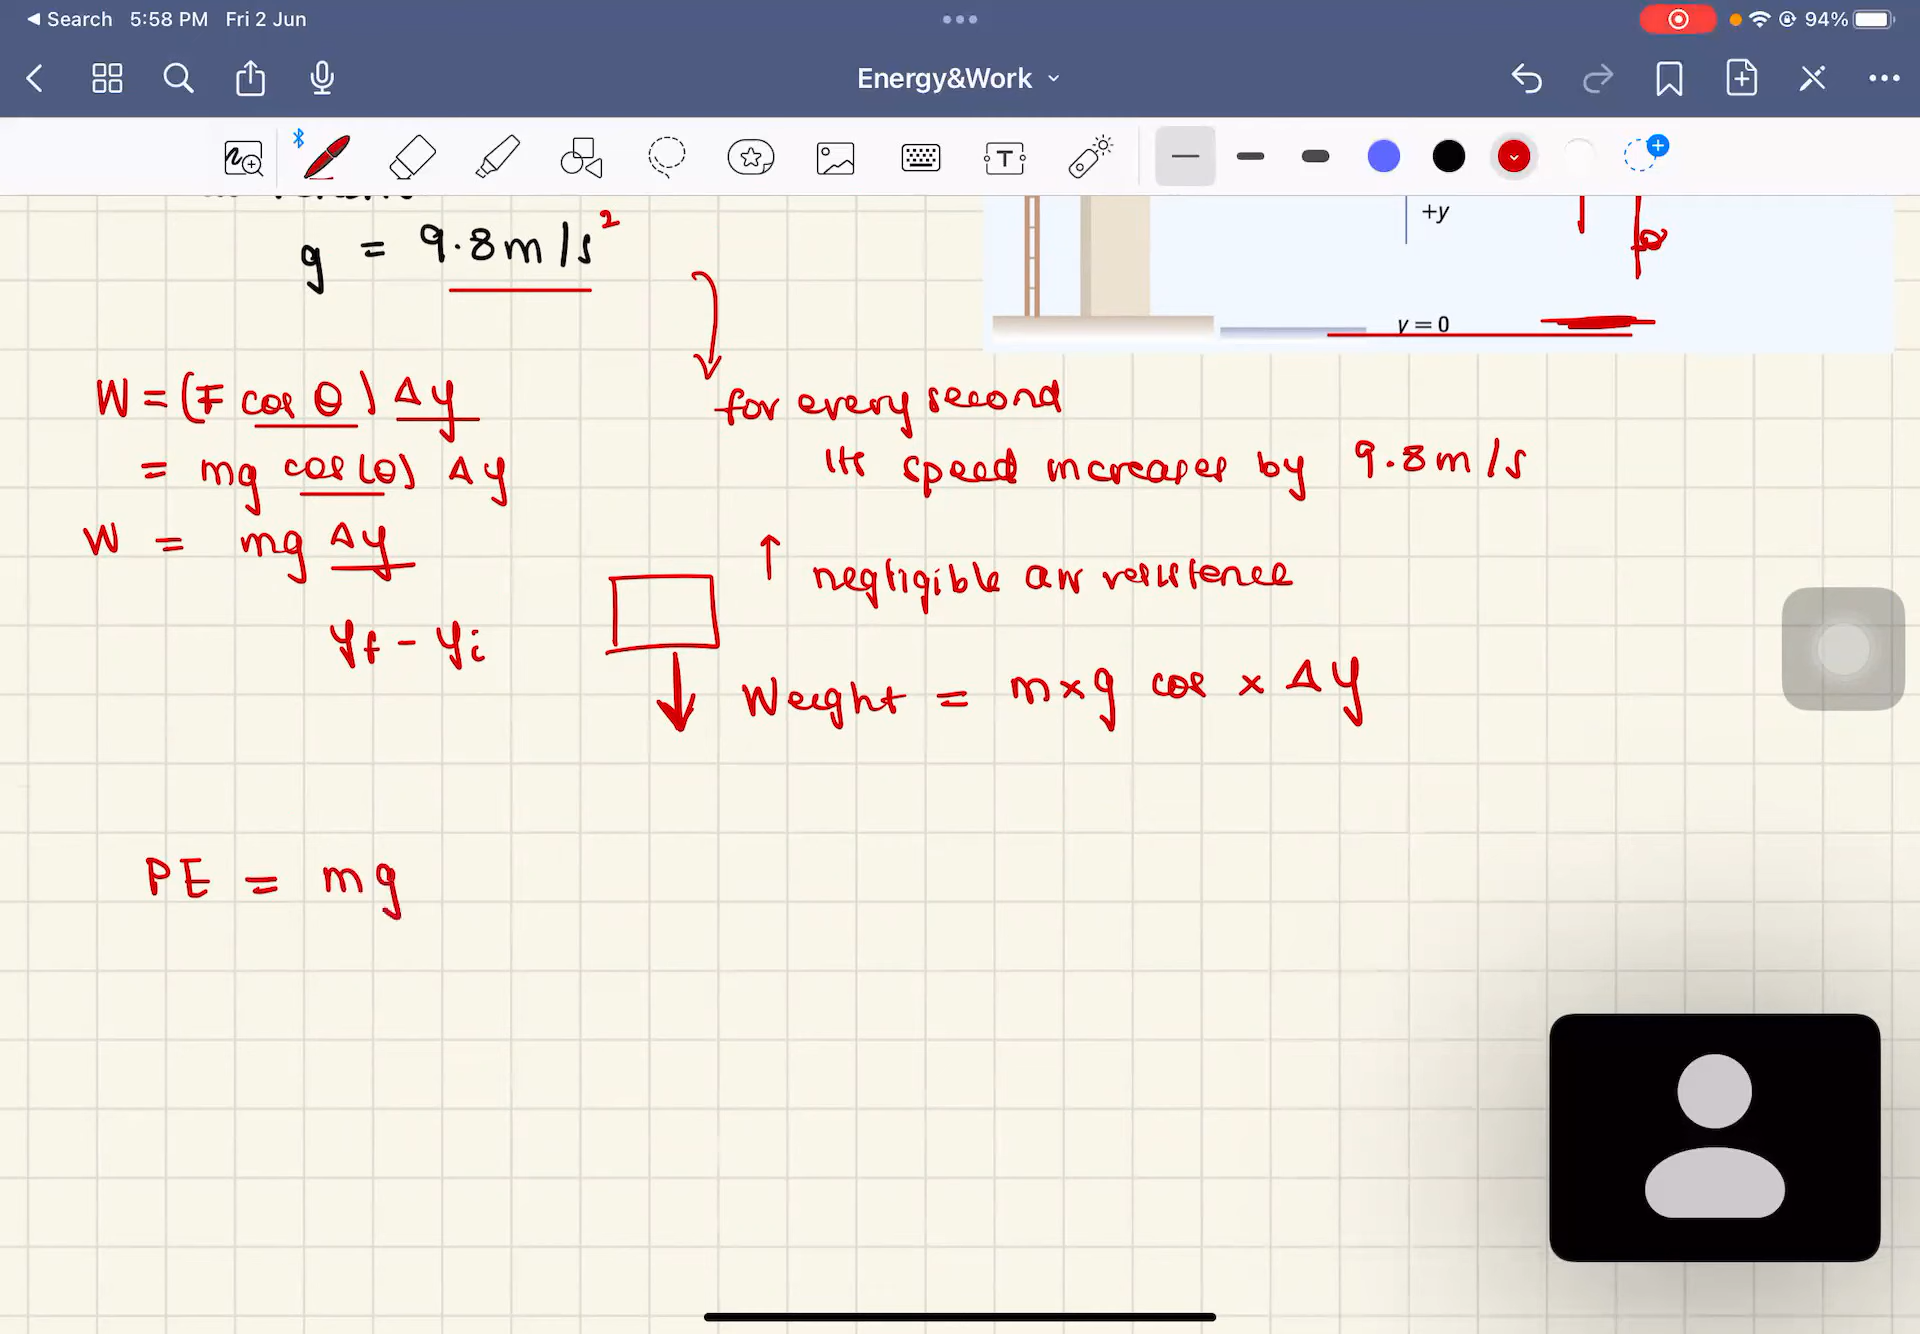 Search 5:58 PM Fri 2 Jun
94%
Energy&Work
g = 9.8m/s²
+y
y = 0
W = (F cos θ) Δy
= mg cos(0) Δy
W = mg Δy
yf - yi
for every second
its speed increases by 9.8m/s
negligible air resistence
Weight = m×g cos × Δy
PE = mg